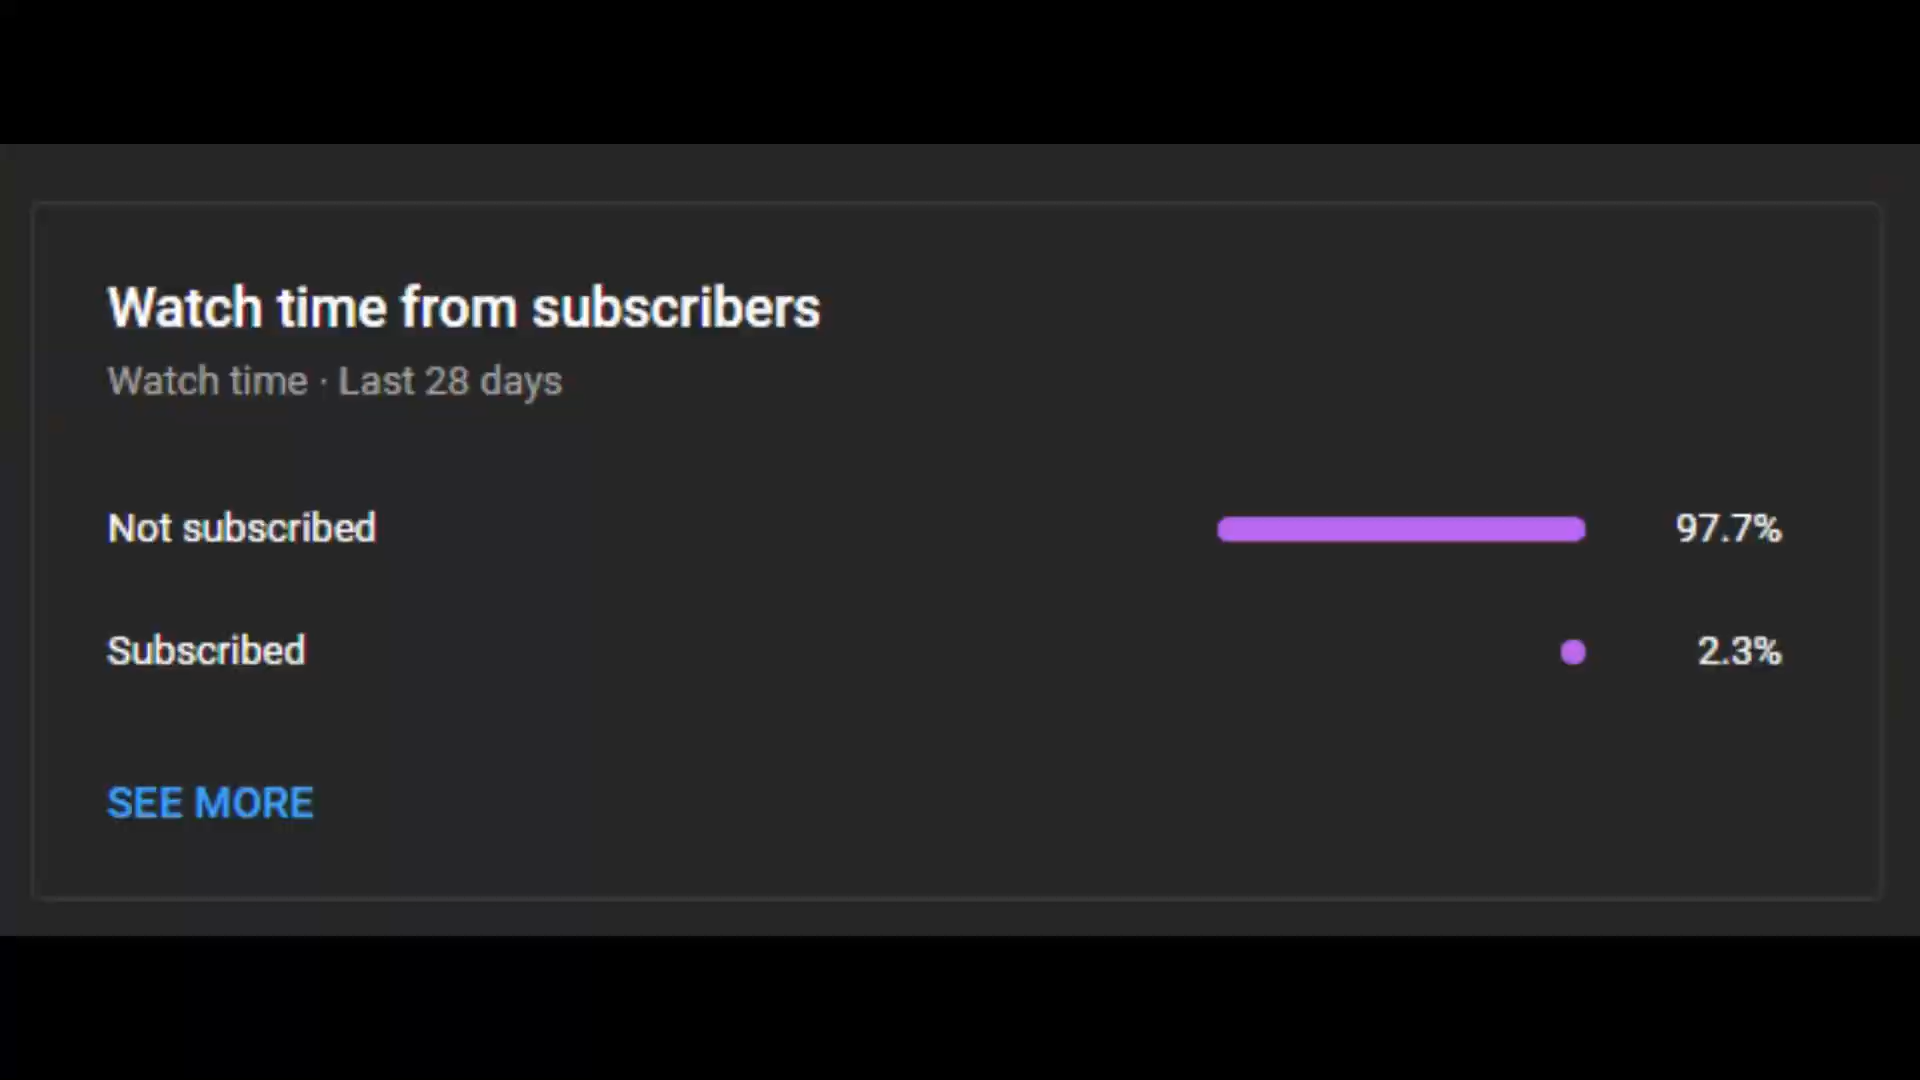 Watch time from subscribers
Watch time · Last 28 days
Not subscribed 97.7%
Subscribed 2.3%
SEE MORE